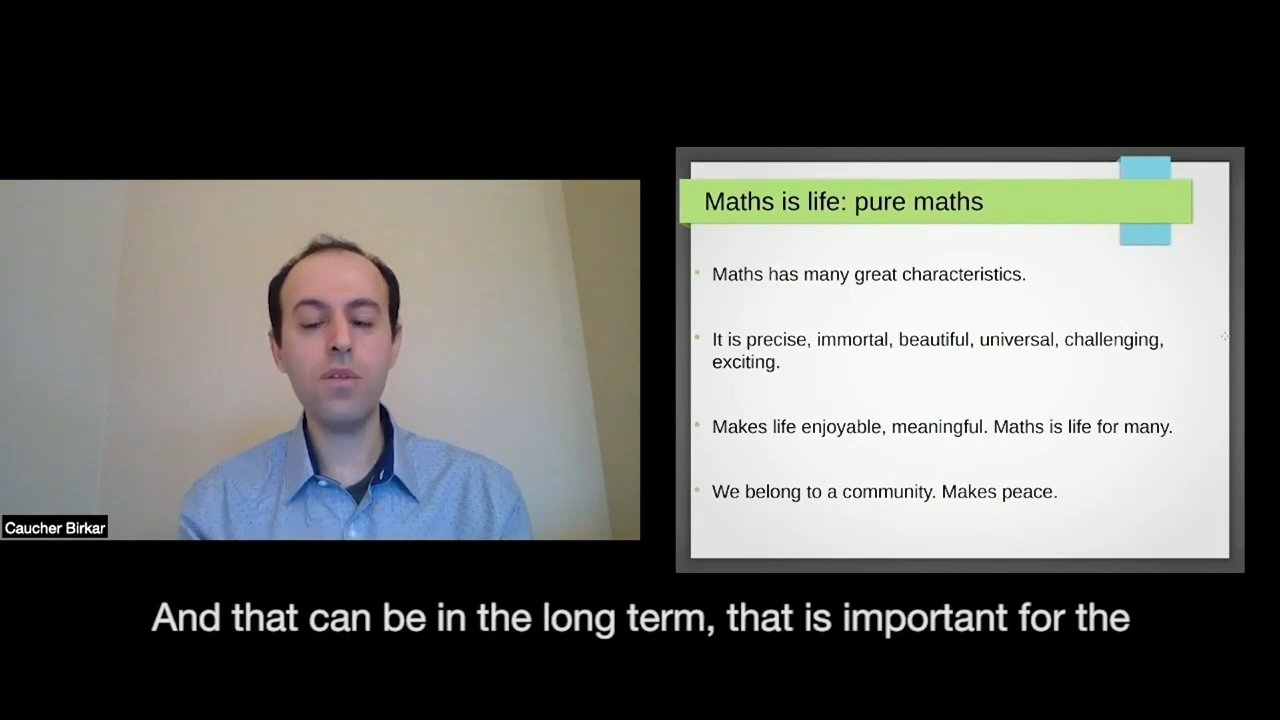 Maths is life: pure maths
Maths has many great characteristics.
It is precise, immortal, beautiful, universal, challenging,
exciting.
Makes life enjoyable, meaningful. Maths is life for many.
We belong to a community. Makes peace.
Caucher Birkar
And that can be in the long term, that is important for the